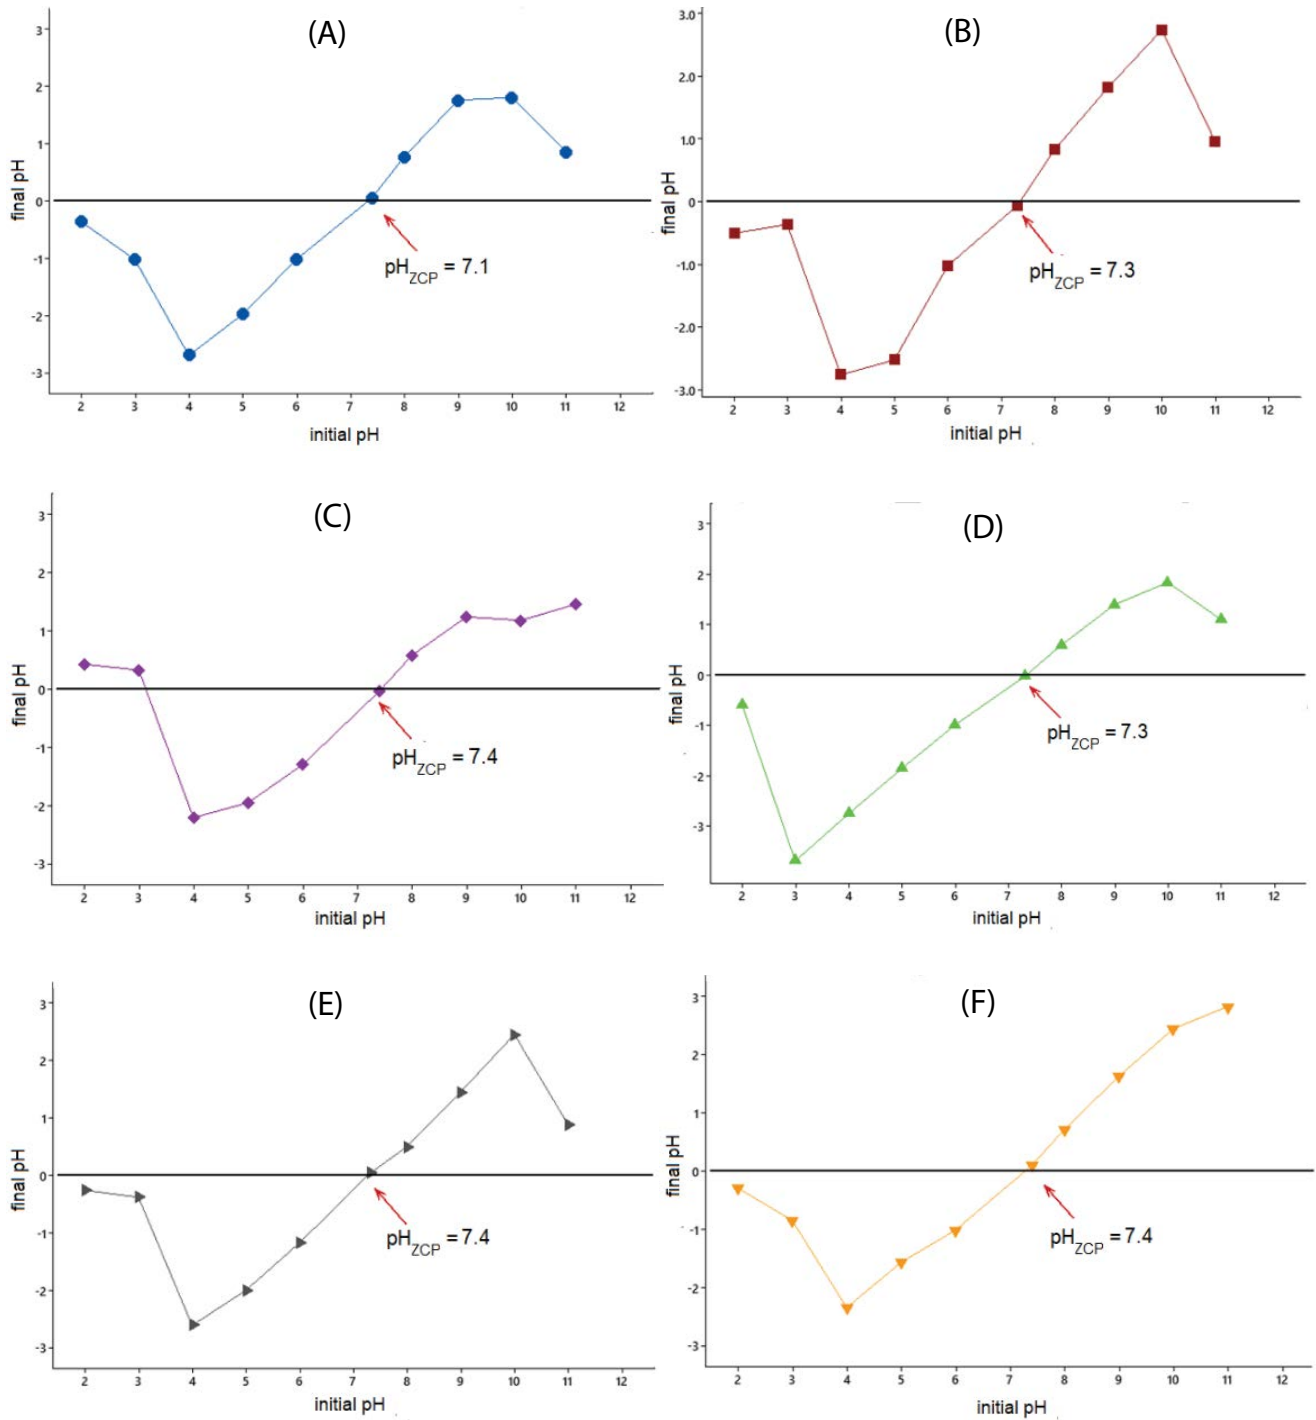 (A)
3
2
1
0
-1
-2
-3
final pH
pH_ZCP = 7.1
2 3 4 5 6 7 8 9 10 11 12
initial pH
(B)
3.0
2.0
1.0
0
-1.0
-2.0
-3.0
final pH
pH_ZCP = 7.3
2 3 4 5 6 7 8 9 10 11 12
initial pH
(C)
3
2
1
0
-1
-2
-3
final pH
pH_ZCP = 7.4
2 3 4 5 6 7 8 9 10 11 12
initial pH
(D)
3
2
1
0
-1
-2
-3
final pH
pH_ZCP = 7.3
2 3 4 5 6 7 8 9 10 11 12
initial pH
(E)
3
2
1
0
-1
-2
-3
final pH
pH_ZCP = 7.4
2 3 4 5 6 7 8 9 10 11 12
initial pH
(F)
3
2
1
0
-1
-2
-3
final pH
pH_ZCP = 7.4
2 3 4 5 6 7 8 9 10 11 12
initial pH